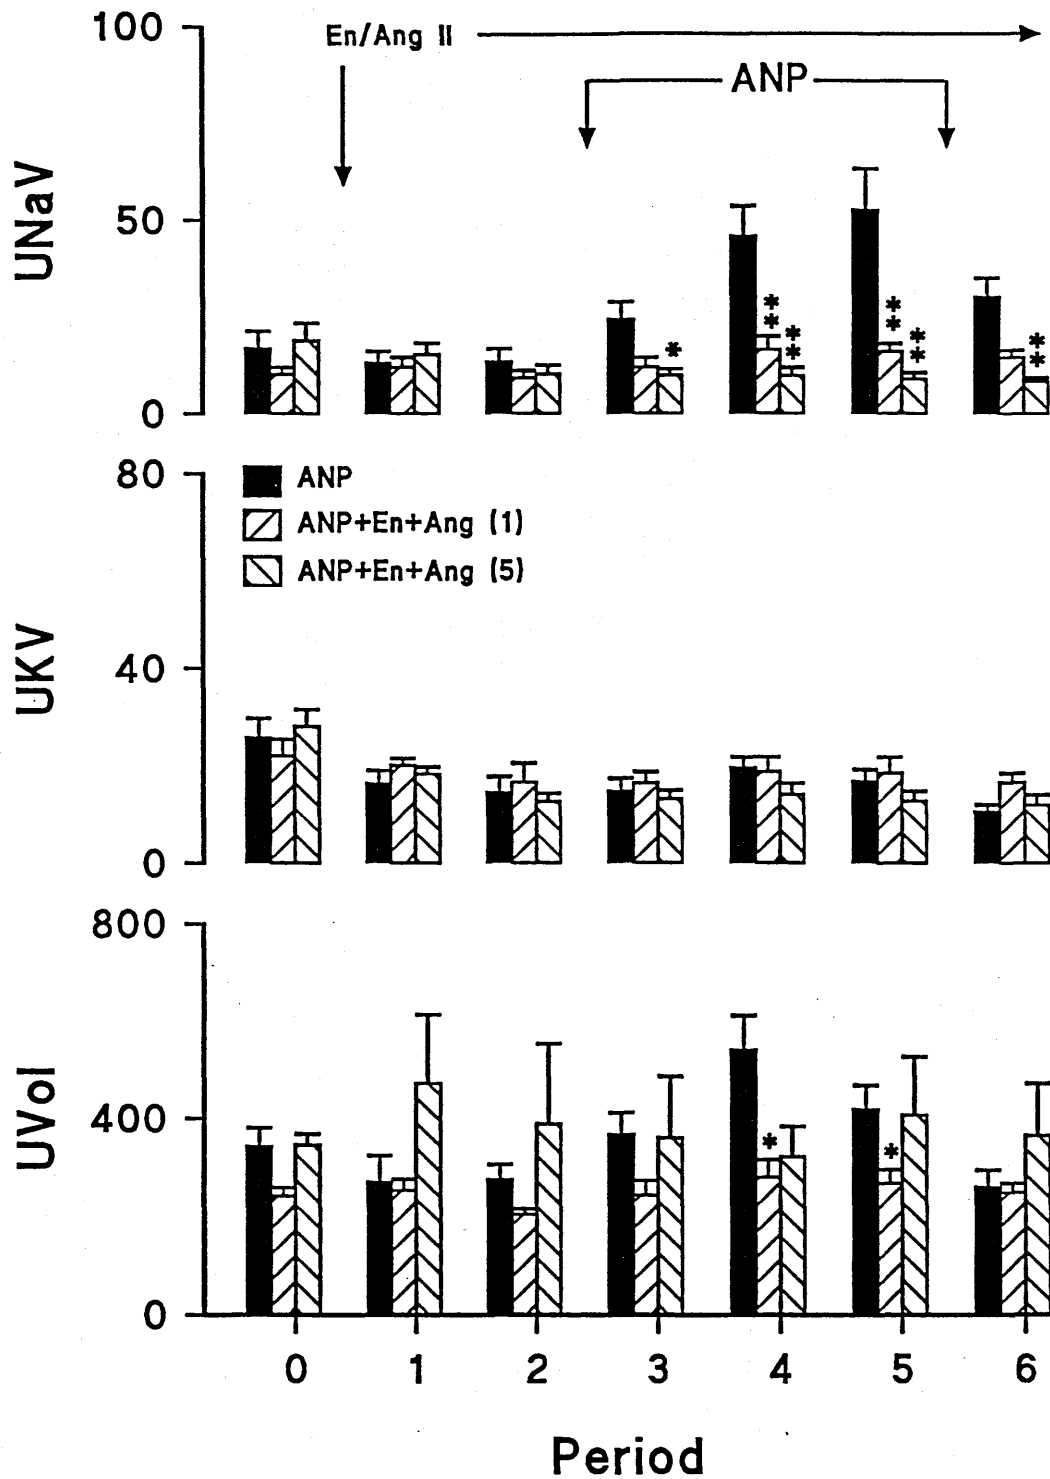 100
En/Ang II
ANP
UNaV
50
**
**
**
**
*
**
0
80
ANP
ANP+En+Ang (1)
ANP+En+Ang (5)
UKV
40
0
800
UVol
400
*
*
0
0 1 2 3 4 5 6
Period